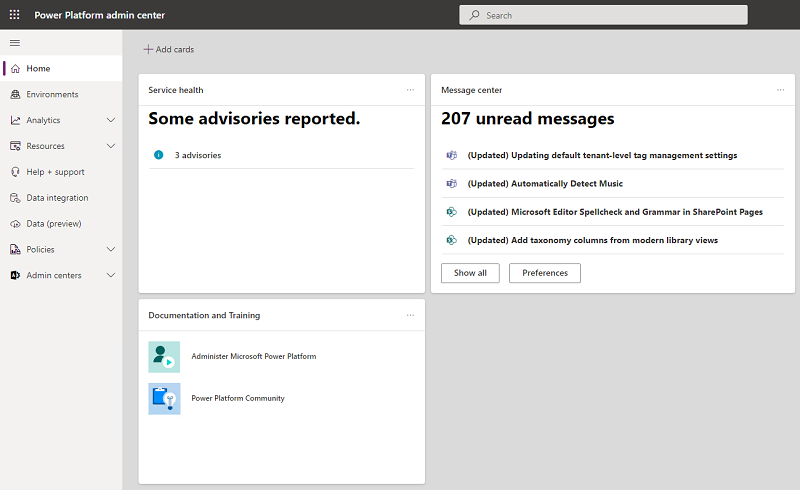 Power Platform admin center
Search
Home
Environments
Analytics
Resources
Help + support
Data integration
Data (preview)
Policies
Admin centers
Add cards
Service health
Some advisories reported.
3 advisories
Message center
207 unread messages
(Updated) Updating default tenant-level tag management settings
(Updated) Automatically Detect Music
(Updated) Microsoft Editor Spellcheck and Grammar in SharePoint Pages
(Updated) Add taxonomy columns from modern library views
Show all
Preferences
Documentation and Training
Administer Microsoft Power Platform
Power Platform Community